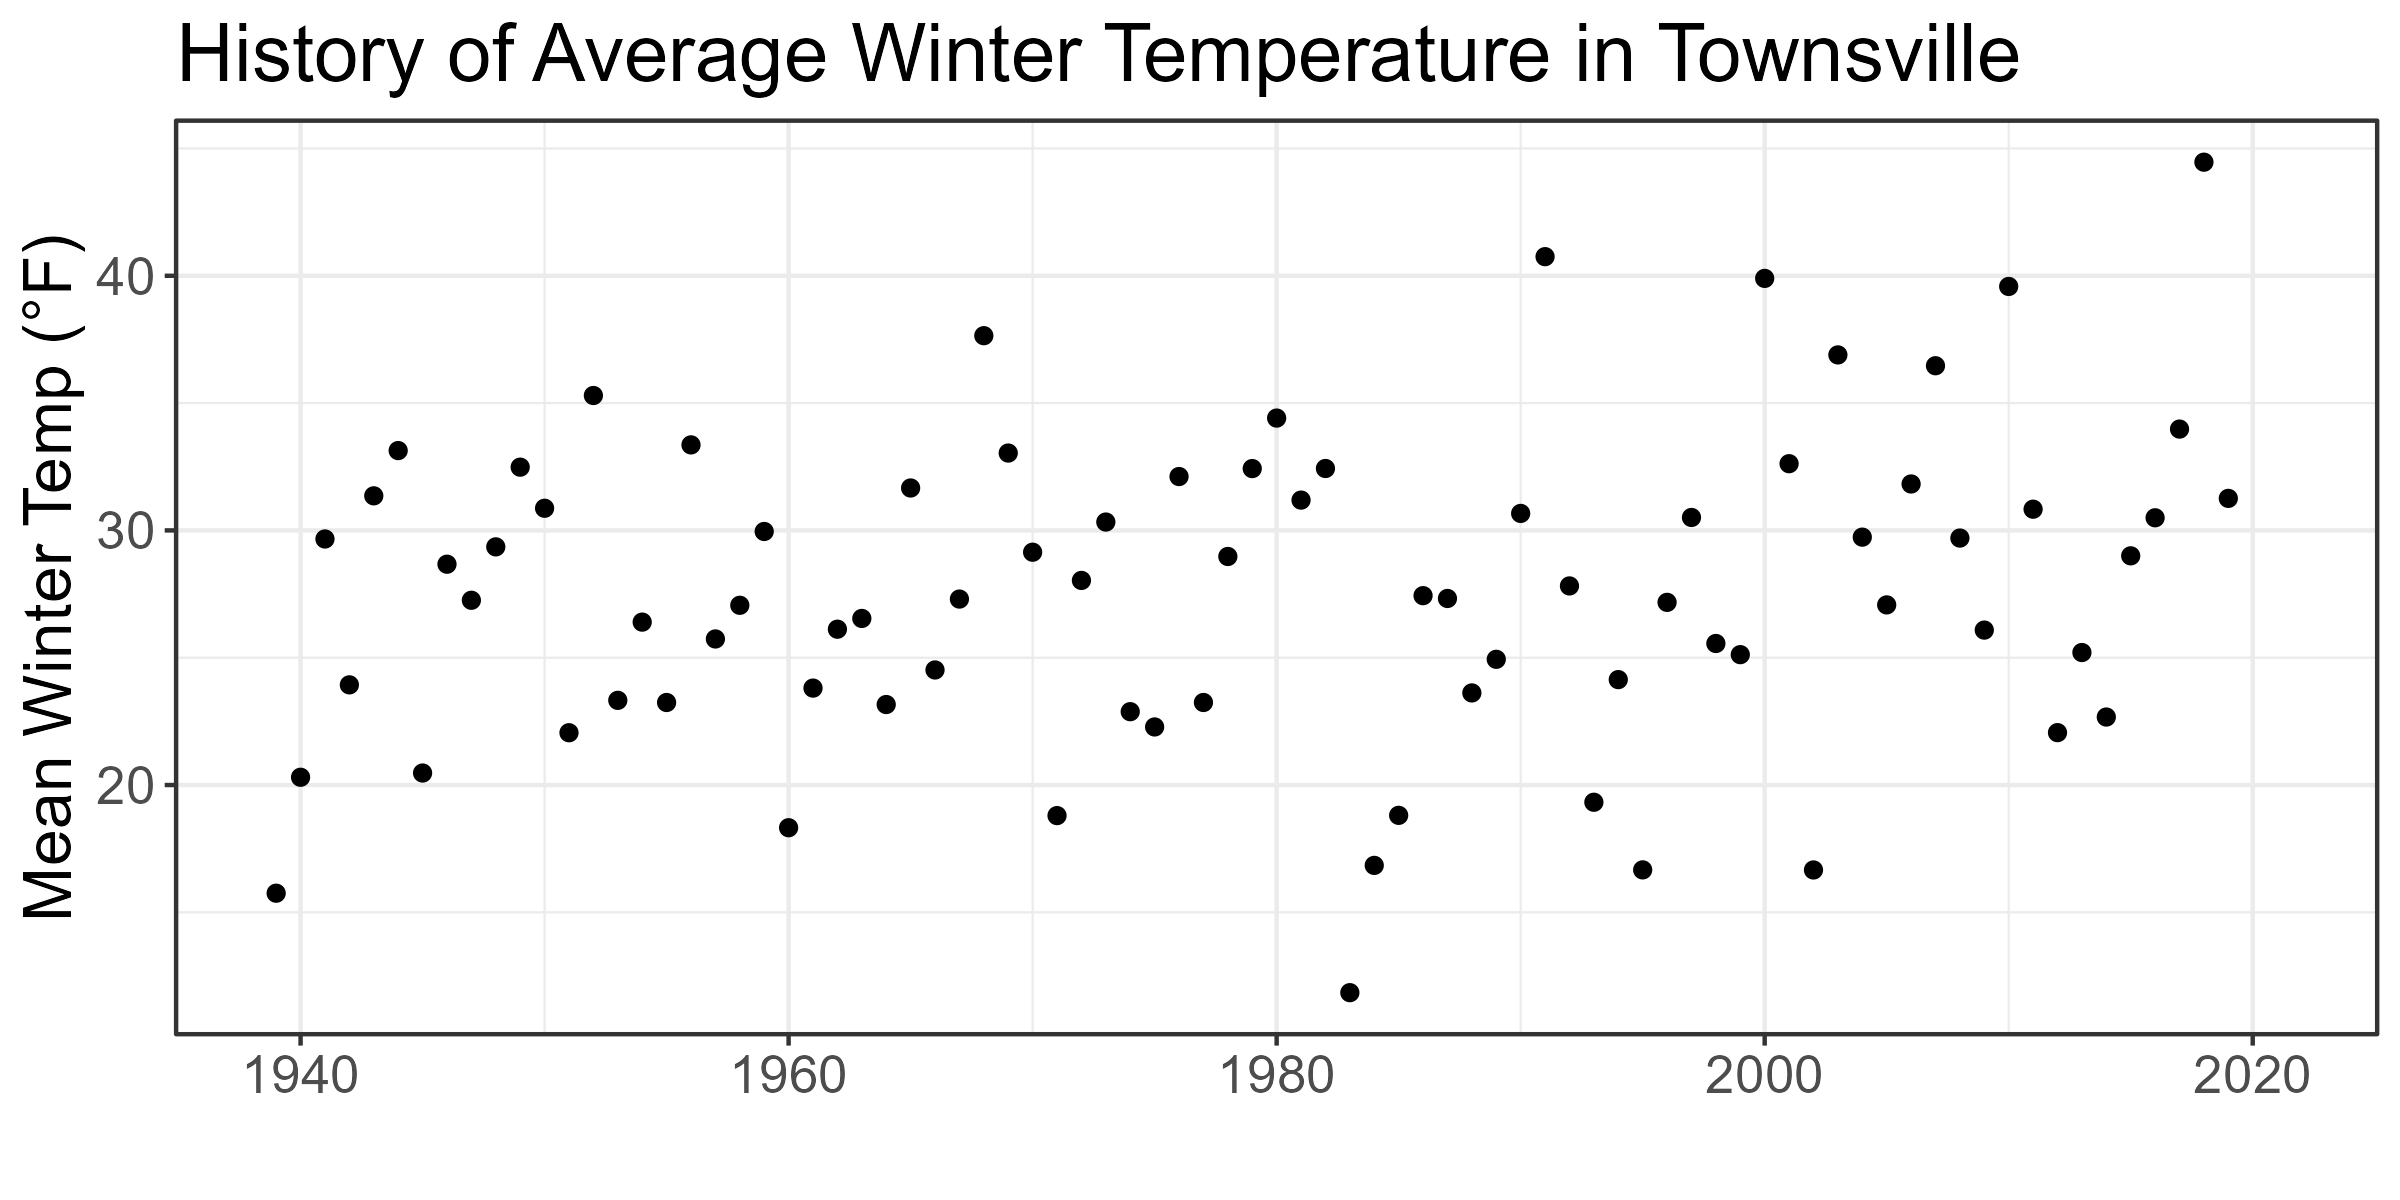 History of Average Winter Temperature in Townsville
Mean Winter Temp (°F)
40
30
20
1940 1960 1980 2000 2020